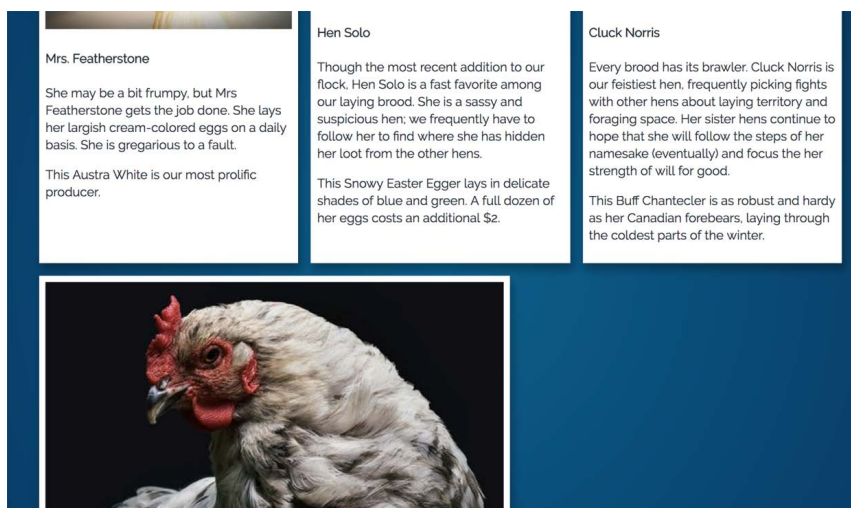 Mrs. Featherstone
She may be a bit frumpy, but Mrs
Featherstone gets the job done. She lays
her largish cream-colored eggs on a daily
basis. She is gregarious to a fault.
This Austra White is our most prolific
producer.
Hen Solo
Though the most recent addition to our
flock, Hen Solo is a fast favorite among
our laying brood. She is a sassy and
suspicious hen; we frequently have to
follow her to find where she has hidden
her loot from the other hens.
This Snowy Easter Egger lays in delicate
shades of blue and green. A full dozen of
her eggs costs an additional $2.
Cluck Norris
Every brood has its brawler. Cluck Norris is
our feistiest hen, frequently picking fights
with other hens about laying territory and
foraging space. Her sister hens continue to
hope that she will follow the steps of her
namesake (eventually) and focus the her
strength of will for good.
This Buff Chantecler is as robust and hardy
as her Canadian forebears, laying through
the coldest parts of the winter.